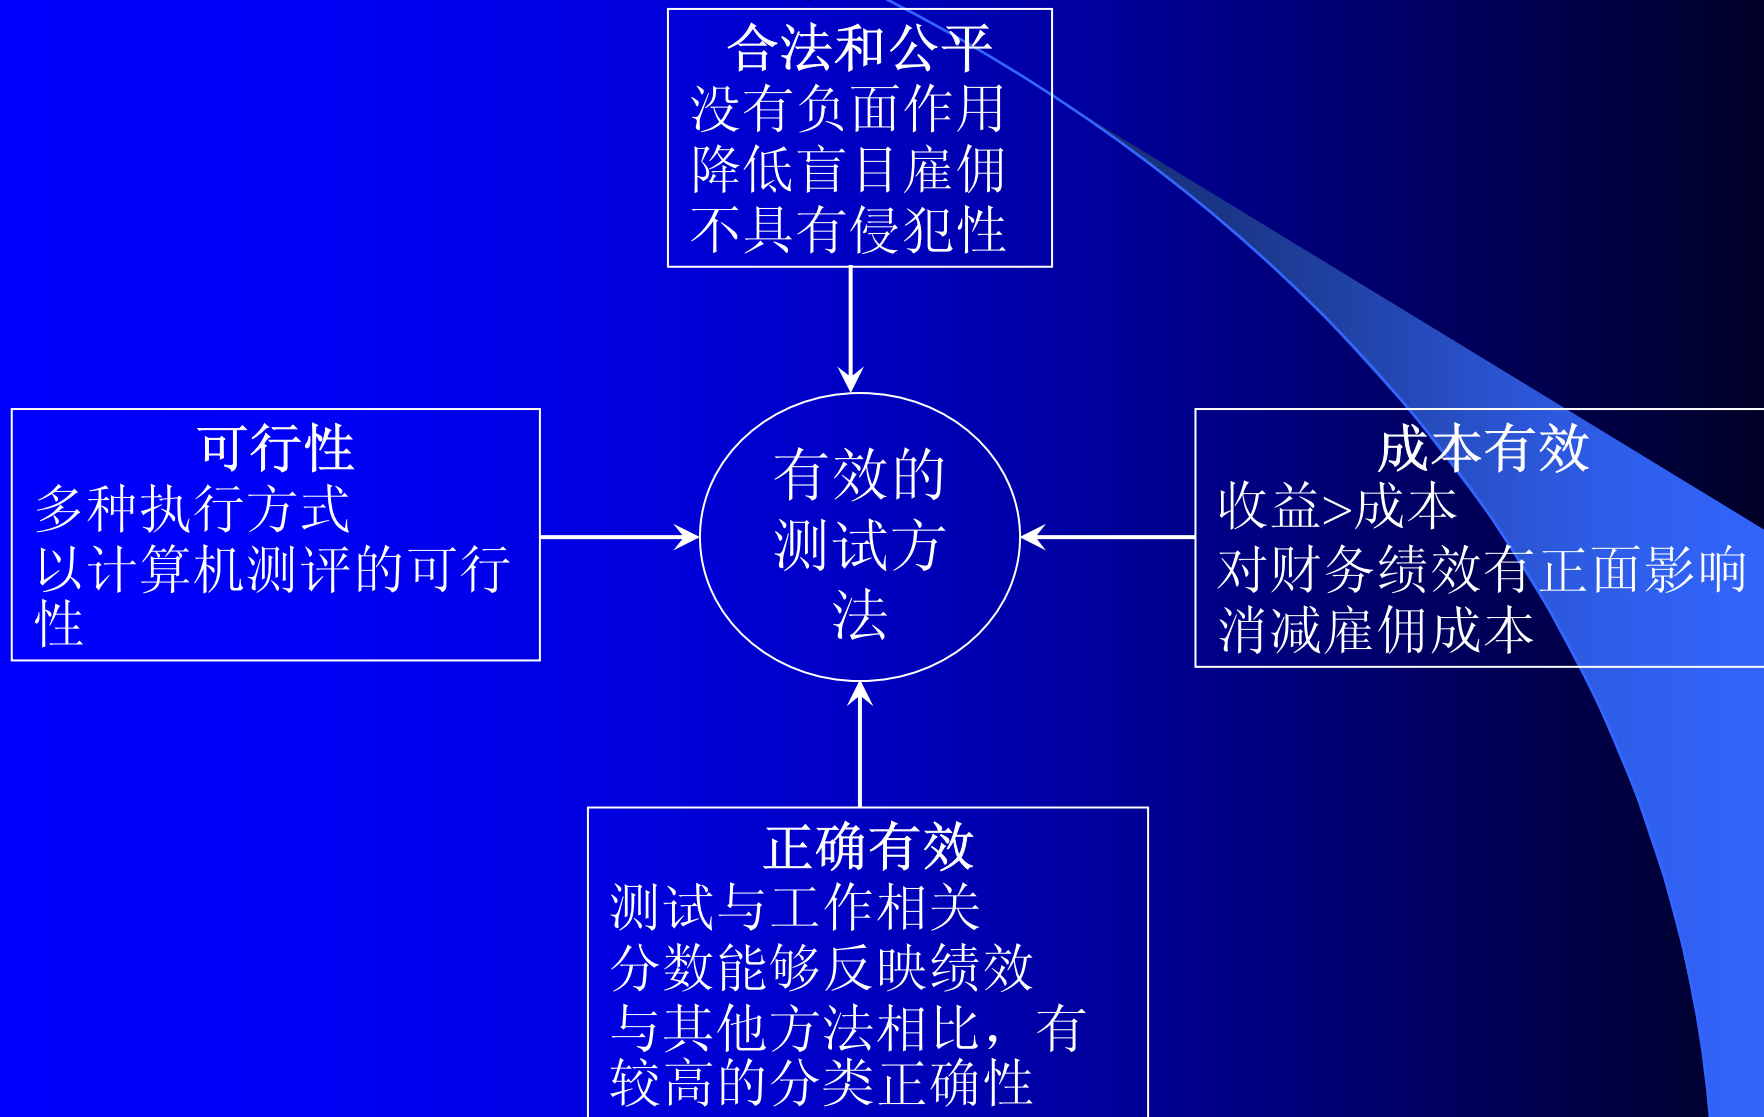 合法和公平
没有负面作用
降低盲目雇佣
不具有侵犯性
可行性
多种执行方式
以计算机测评的可行
性
有效的
测试方
法
成本有效
收益>成本
对财务绩效有正面影响
消减雇佣成本
正确有效
测试与工作相关
分数能够反映绩效
与其他方法相比，有
较高的分类正确性